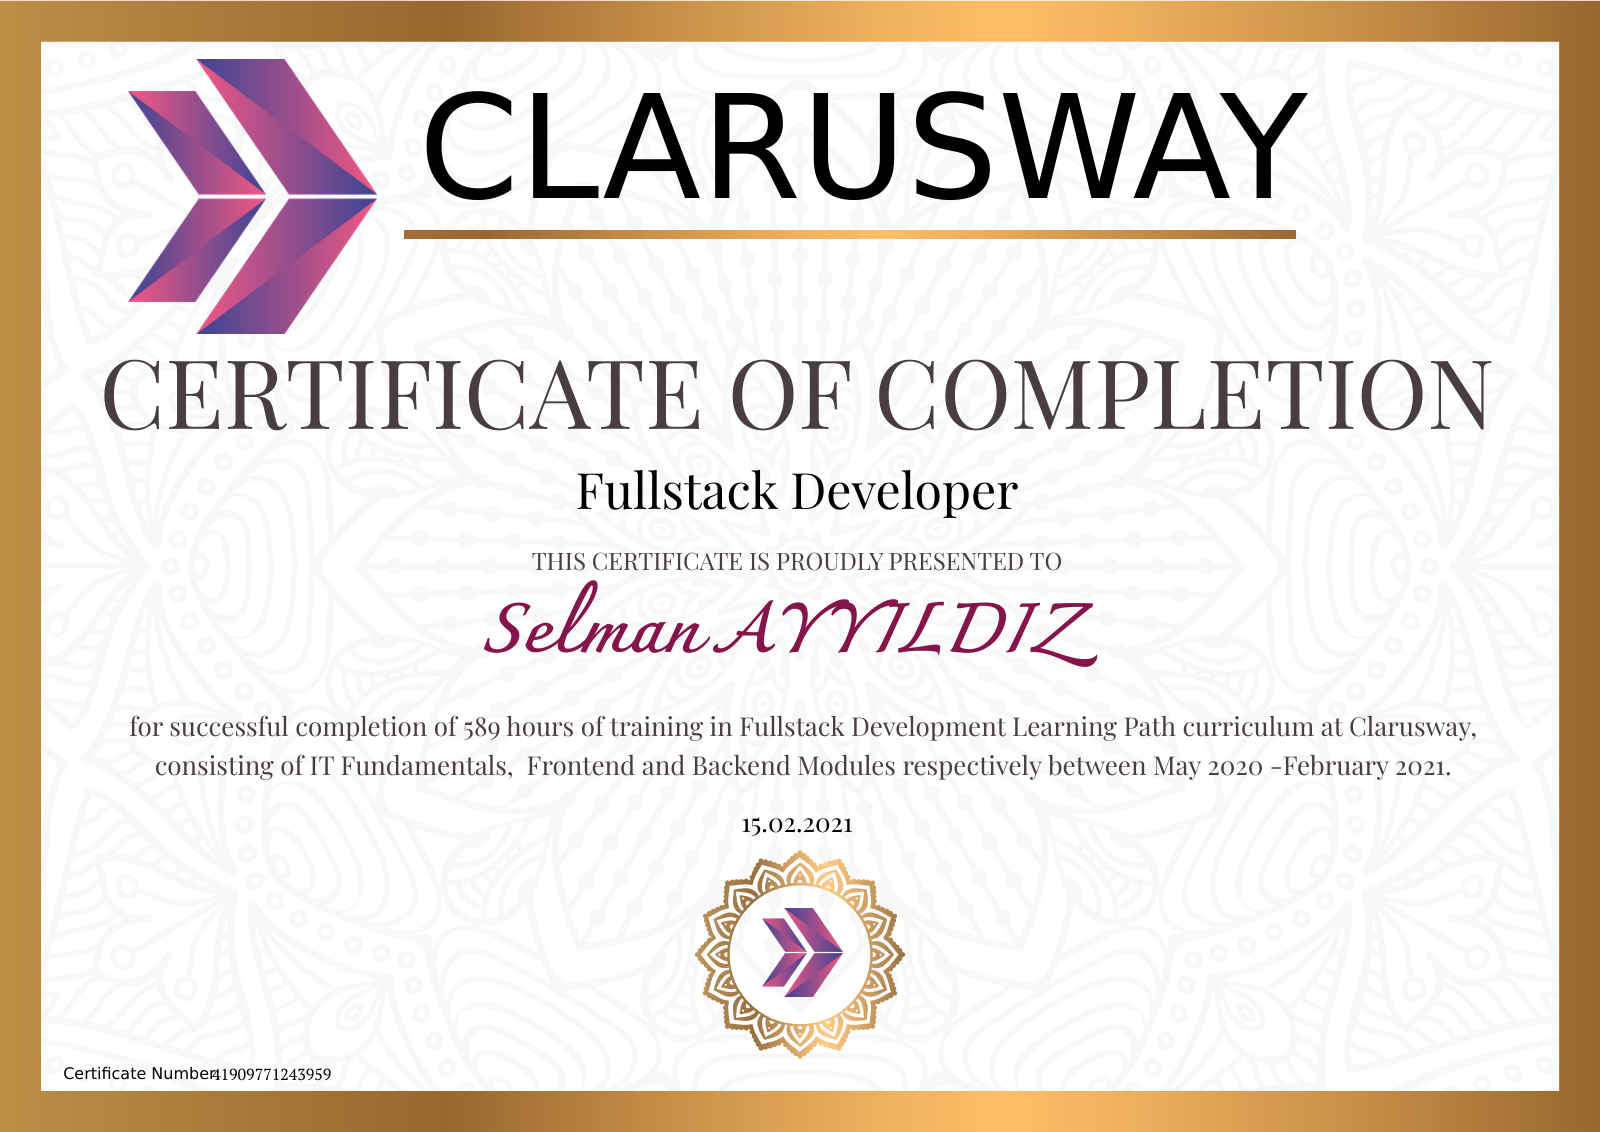 CLARUSWAY
CERTIFICATE OF COMPLETION
Fullstack Developer
THIS CERTIFICATE IS PROUDLY PRESENTED TO
Selman AYYILDIZ
for successful completion of 589 hours of training in Fullstack Development Learning Path curriculum at Clarusway,
consisting of IT Fundamentals,  Frontend and Backend Modules respectively between May 2020 -February 2021.
15.02.2021
Certificate Number41909771243959